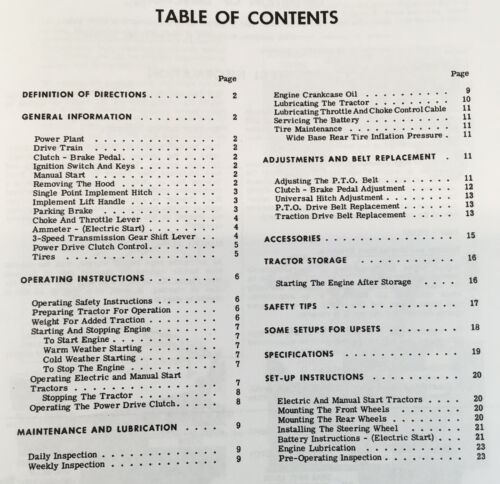 TABLE OF CONTENTS
Page
DEFINITION OF DIRECTIONS . . . . . . . . 2
GENERAL INFORMATION . . . . . . . . . . 2
Power Plant . . . . . . . . . . . . . . . . 2
Drive Train . . . . . . . . . . . . . . . . 2
Clutch - Brake Pedal. . . . . . . . . . . . 2
Ignition Switch And Keys . . . . . . . . . 2
Manual Start . . . . . . . . . . . . . . . 2
Removing The Hood . . . . . . . . . . . . 2
Single Point Implement Hitch . . . . . . . 3
Implement Lift Handle . . . . . . . . . . 3
Parking Brake . . . . . . . . . . . . . . 3
Choke And Throttle Lever . . . . . . . . . 4
Ammeter - (Electric Start) . . . . . . . . 4
3-Speed Transmission Gear Shift Lever . . 4
Power Drive Clutch Control. . . . . . . . 5
Tires . . . . . . . . . . . . . . . . . . 5
OPERATING INSTRUCTIONS . . . . . . . . . 6
Operating Safety Instructions . . . . . . . 6
Preparing Tractor For Operation . . . . . 6
Weight For Added Traction . . . . . . . . 6
Starting And Stopping Engine . . . . . . . 7
To Start Engine . . . . . . . . . . . . . 7
Warm Weather Starting . . . . . . . . . 7
Cold Weather Starting . . . . . . . . . 7
To Stop The Engine . . . . . . . . . . . 7
Operating Electric and Manual Start
Tractors . . . . . . . . . . . . . . . . . 7
Stopping The Tractor . . . . . . . . . . 8
Operating The Power Drive Clutch . . . . . 8
MAINTENANCE AND LUBRICATION . . . . . . 9
Daily Inspection . . . . . . . . . . . . . 9
Weekly Inspection . . . . . . . . . . . . 9
Page
Engine Crankcase Oil . . . . . . . . . . . 9
Lubricating The Tractor . . . . . . . . . 10
Lubricating Throttle And Choke Control Cable 11
Servicing The Battery . . . . . . . . . . 11
Tire Maintenance . . . . . . . . . . . . . 11
Wide Base Rear Tire Inflation Pressure . 11
ADJUSTMENTS AND BELT REPLACEMENT . . . 11
Adjusting The P.T.O. Belt . . . . . . . . 11
Clutch - Brake Pedal Adjustment . . . . . 12
Universal Hitch Adjustment . . . . . . . . 13
P.T.O. Drive Belt Replacement . . . . . . 13
Traction Drive Belt Replacement . . . . . 13
ACCESSORIES . . . . . . . . . . . . . . . 15
TRACTOR STORAGE . . . . . . . . . . . . 16
Starting The Engine After Storage . . . . 16
SAFETY TIPS . . . . . . . . . . . . . . . 17
SOME SETUPS FOR UPSETS . . . . . . . . . 18
SPECIFICATIONS . . . . . . . . . . . . . 19
SET-UP INSTRUCTIONS . . . . . . . . . . . 20
Electric And Manual Start Tractors . . . . 20
Mounting The Front Wheels . . . . . . . . 20
Mounting The Rear Wheels . . . . . . . . 20
Installing The Steering Wheel . . . . . . 21
Battery Instructions - (Electric Start) . . . 21
Engine Lubrication . . . . . . . . . . . . 23
Pre-Operating Inspection . . . . . . . . . 23